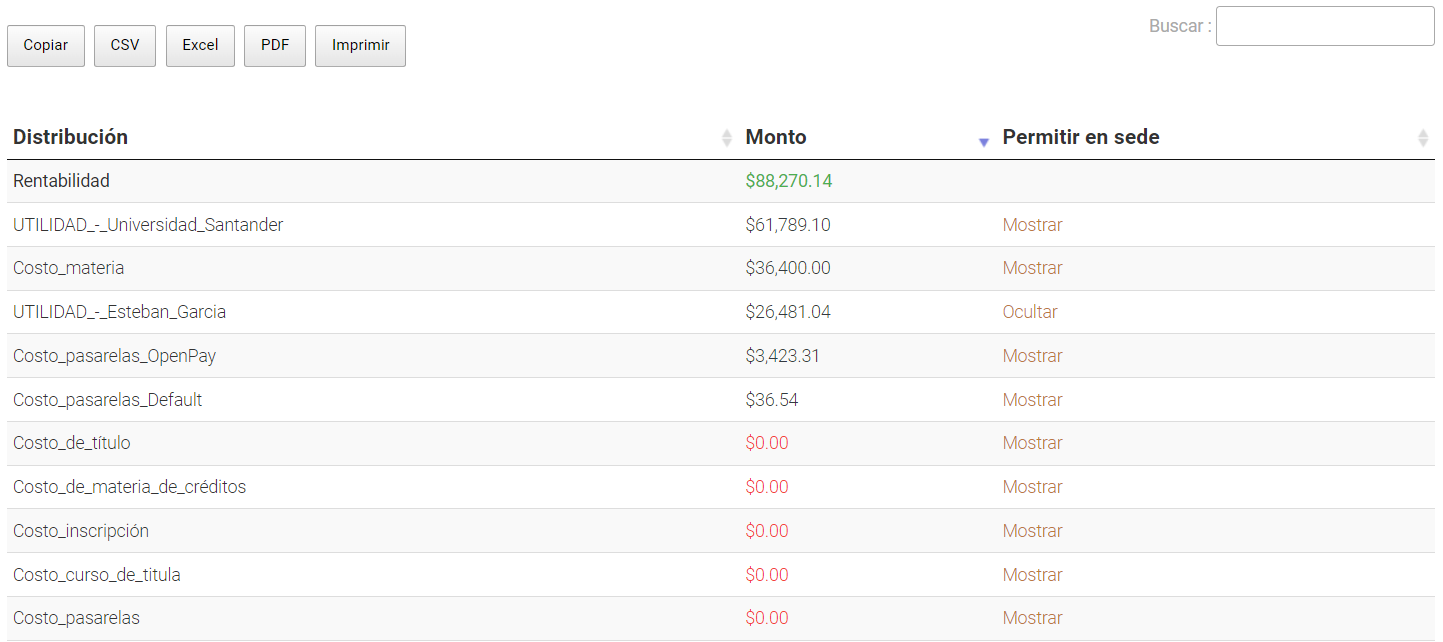 Copiar CSV Excel PDF Imprimir Buscar :
Distribución Monto Permitir en sede
Rentabilidad $88,270.14
UTILIDAD_-_Universidad_Santander $61,789.10 Mostrar
Costo_materia $36,400.00 Mostrar
UTILIDAD_-_Esteban_Garcia $26,481.04 Ocultar
Costo_pasarelas_OpenPay $3,423.31 Mostrar
Costo_pasarelas_Default $36.54 Mostrar
Costo_de_título $0.00 Mostrar
Costo_de_materia_de_créditos $0.00 Mostrar
Costo_inscripción $0.00 Mostrar
Costo_curso_de_titula $0.00 Mostrar
Costo_pasarelas $0.00 Mostrar